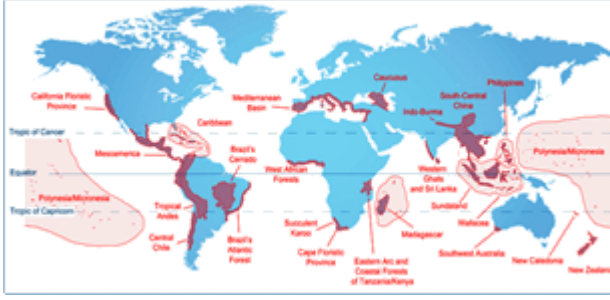 California Floristic
Province
Caribbean
Mesoamerica
Tropic of Cancer
Equator
Tropic of Capricorn
Polynesia/Micronesia
Tropical
Andes
Central
Chile
Brazil's
Cerrado
Brazil's
Atlantic
Forest
Mediterranean
Basin
Caucasus
West African
Forests
Succulent
Karoo
Cape Floristic
Province
Eastern Arc and
Coastal Forests
of Tanzania/Kenya
Madagascar
Indo-Burma
South-Central
China
Philippines
Western
Ghats
and Sri Lanka
Sundaland
Wallacea
Southwest Australia
Polynesia/Micronesia
New Caledonia
New Zealand